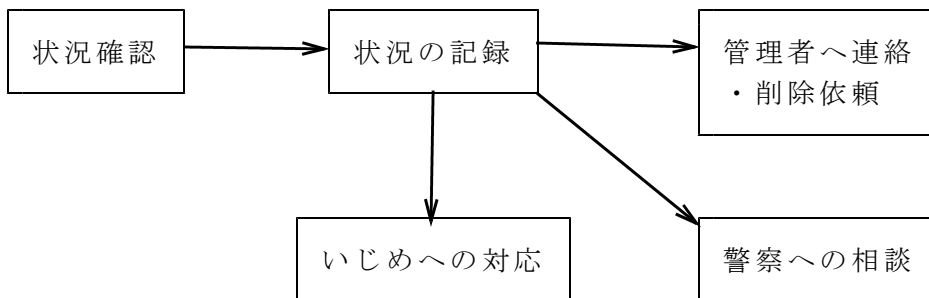 状況確認
状況の記録
管理者へ連絡
・削除依頼
いじめへの対応
警察への相談